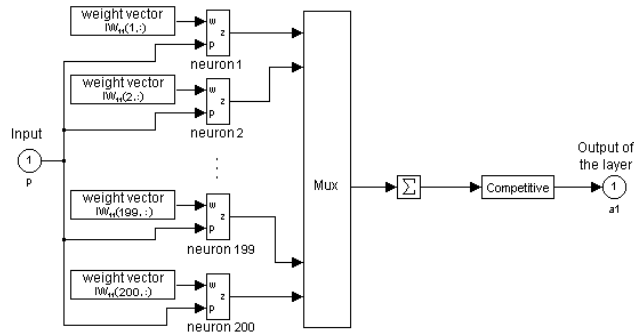 weight vector
IW₁₁(1,:)
w
z
p
neuron 1
weight vector
IW₁₁(2,:)
w
z
p
neuron 2
Input
1
p
Mux
Σ
Competitive
Output of
the layer
1
a1
weight vector
IW₁₁(199,:)
w
z
p
neuron 199
weight vector
IW₁₁(200,:)
w
z
p
neuron 200